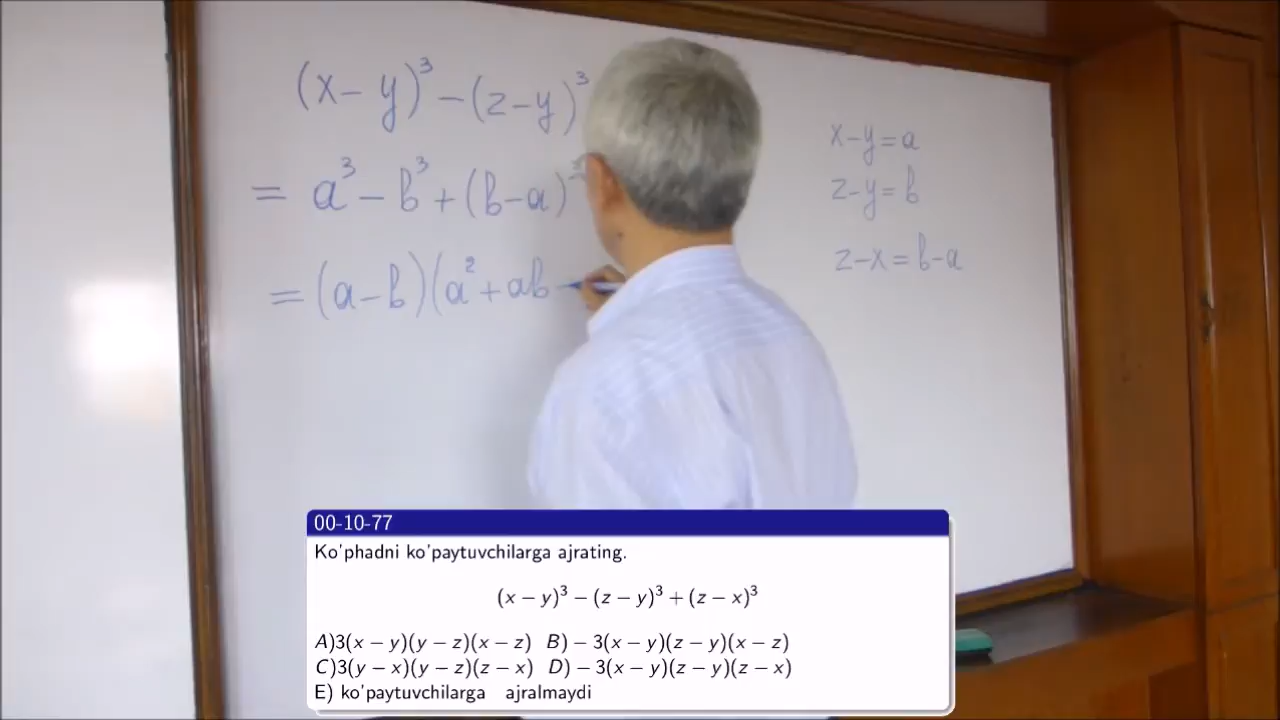 (x-y)³-(z-y)³
= a³-b³+(b-a)
=(a-b)(a²+ab
x-y=a
z-y=b
z-x=b-a
00-10-77
Ko'phadni ko'paytuvchilarga ajrating.
(x − y)³ − (z − y)³ + (z − x)³
A)3(x − y)(y − z)(x − z) B) − 3(x − y)(z − y)(x − z)
C)3(y − x)(y − z)(z − x) D) − 3(x − y)(z − y)(z − x)
E) ko'paytuvchilarga ajralmaydi